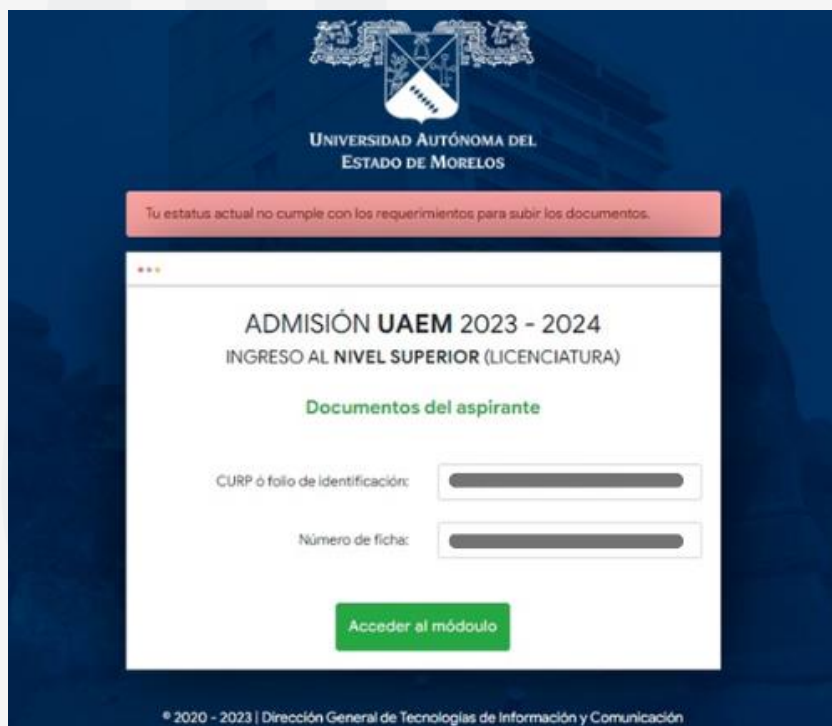 UNIVERSIDAD AUTÓNOMA DEL
ESTADO DE MORELOS
Tu estatus actual no cumple con los requerimientos para subir los documentos.
ADMISIÓN UAEM 2023 - 2024
INGRESO AL NIVEL SUPERIOR (LICENCIATURA)
Documentos del aspirante
CURP ó folio de identificación:
Número de ficha:
Acceder al módoulo
© 2020 - 2023 | Dirección General de Tecnologías de Información y Comunicación